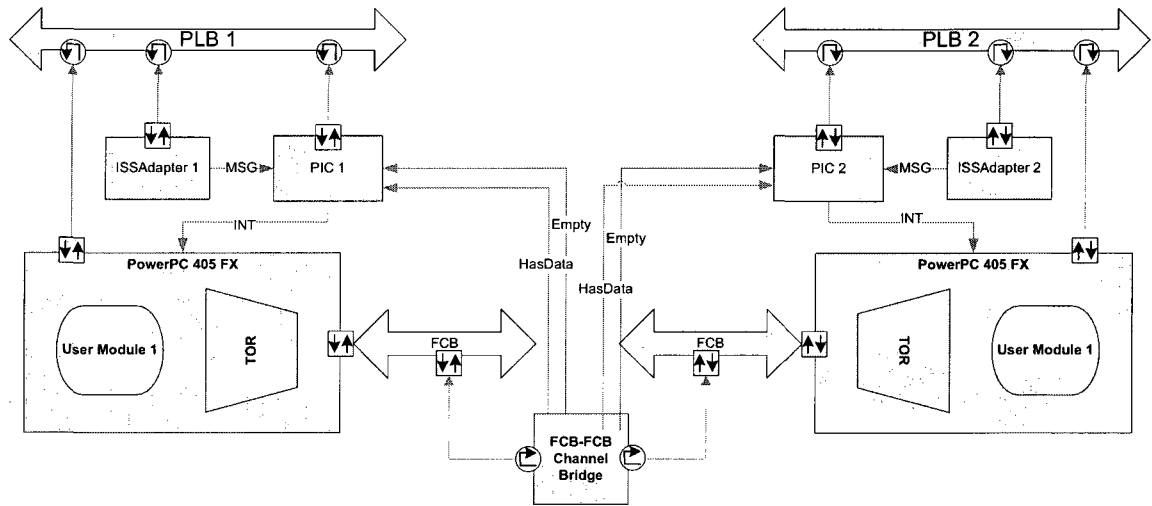 PLB 1
PLB 2
ISSAdapter 1
MSG
PIC 1
PIC 2
MSG
ISSAdapter 2
INT
Empty
Empty
INT
PowerPC 405 FX
HasData
HasData
PowerPC 405 FX
User Module 1
TOR
FCB
FCB
TOR
User Module 1
FCB-FCB
Channel
Bridge